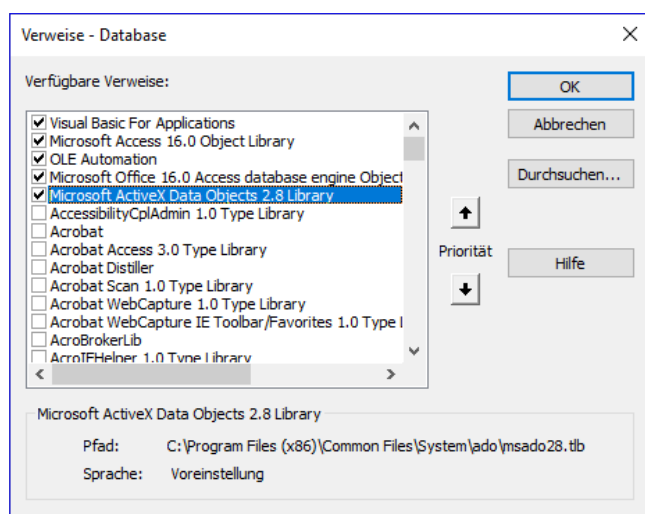 Verweise - Database
Verfügbare Verweise:
Visual Basic For Applications
Microsoft Access 16.0 Object Library
OLE Automation
Microsoft Office 16.0 Access database engine Object
Microsoft ActiveX Data Objects 2.8 Library
AccessibilityCplAdmin 1.0 Type Library
Acrobat
Acrobat Access 3.0 Type Library
Acrobat Distiller
Acrobat Scan 1.0 Type Library
Acrobat WebCapture 1.0 Type Library
Acrobat WebCapture IE Toolbar/Favorites 1.0 Type
AcroBrokerLib
AcroIEHelper 1.0 Type Library
OK
Abbrechen
Durchsuchen...
Priorität
Hilfe
Microsoft ActiveX Data Objects 2.8 Library
Pfad: C:\Program Files (x86)\Common Files\System\ado\msado28.tlb
Sprache: Voreinstellung